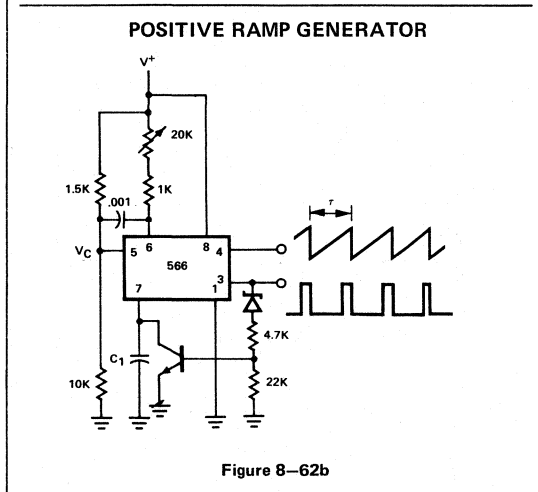 POSITIVE RAMP GENERATOR
V+
20K
1.5K
.001
1K
τ
VC
5
6
8
4
566
3
7
1
4.7K
C1
10K
22K
Figure 8–62b